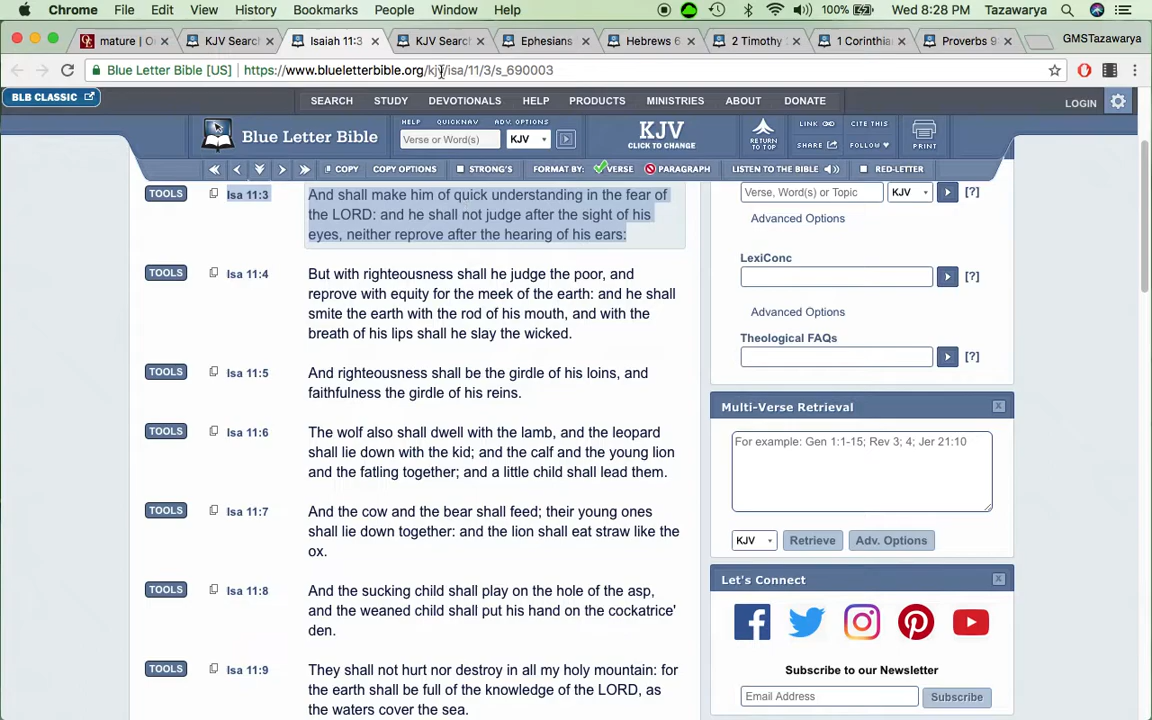 Chrome File Edit View History Bookmarks People Window Help 100% Wed 8:28 PM Tazawarya
mature | O
KJV Search
Isaiah 11:3
KJV Searc
Ephesians
Hebrews 6
2 Timothy
1 Corinthia
Proverbs 9
GMSTazawarya
Blue Letter Bible [US] https://www.blueletterbible.org/kjv/isa/11/3/s_690003
BLB CLASSIC
SEARCH STUDY DEVOTIONALS HELP PRODUCTS MINISTRIES ABOUT DONATE LOGIN
Blue Letter Bible
HELP QUICKNAV ADV. OPTIONS
Verse or Word(s) KJV
KJV
CLICK TO CHANGE
RETURN
TO TOP
LINK CITE THIS
SHARE FOLLOW
PRINT
COPY COPY OPTIONS STRONG'S FORMAT BY: VERSE PARAGRAPH LISTEN TO THE BIBLE RED-LETTER
TOOLS Isa 11:3 And shall make him of quick understanding in the fear of
the LORD: and he shall not judge after the sight of his
eyes, neither reprove after the hearing of his ears:
TOOLS Isa 11:4 But with righteousness shall he judge the poor, and
reprove with equity for the meek of the earth: and he shall
smite the earth with the rod of his mouth, and with the
breath of his lips shall he slay the wicked.
TOOLS Isa 11:5 And righteousness shall be the girdle of his loins, and
faithfulness the girdle of his reins.
TOOLS Isa 11:6 The wolf also shall dwell with the lamb, and the leopard
shall lie down with the kid; and the calf and the young lion
and the fatling together; and a little child shall lead them.
TOOLS Isa 11:7 And the cow and the bear shall feed; their young ones
shall lie down together: and the lion shall eat straw like the
ox.
TOOLS Isa 11:8 And the sucking child shall play on the hole of the asp,
and the weaned child shall put his hand on the cockatrice'
den.
TOOLS Isa 11:9 They shall not hurt nor destroy in all my holy mountain: for
the earth shall be full of the knowledge of the LORD, as
the waters cover the sea.
Verse, Word(s) or Topic KJV [?]
Advanced Options
LexiConc
[?]
Advanced Options
Theological FAQs
[?]
Multi-Verse Retrieval
For example: Gen 1:1-15; Rev 3; 4; Jer 21:10
KJV Retrieve Adv. Options
Let's Connect
Subscribe to our Newsletter
Email Address Subscribe